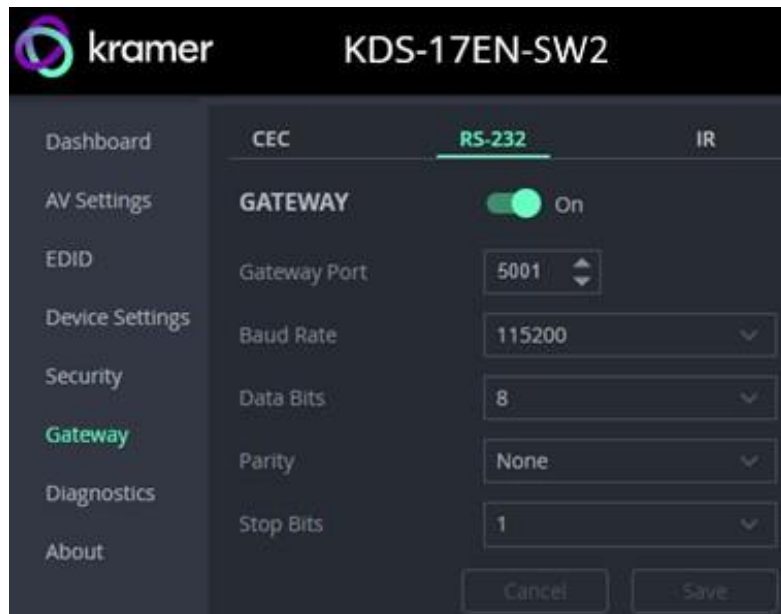 kramer KDS-17EN-SW2
Dashboard
AV Settings
EDID
Device Settings
Security
Gateway
Diagnostics
About
CEC RS-232 IR
GATEWAY On
Gateway Port 5001
Baud Rate 115200
Data Bits 8
Parity None
Stop Bits 1
Cancel Save